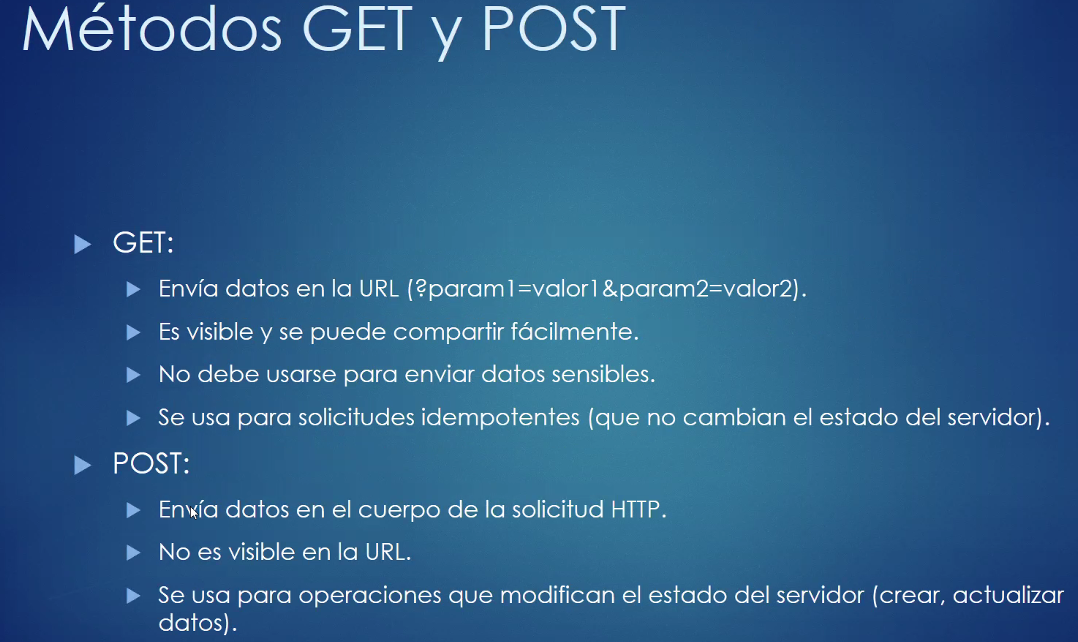 Métodos GET y POST
GET:
Envía datos en la URL (?param1=valor1&param2=valor2).
Es visible y se puede compartir fácilmente.
No debe usarse para enviar datos sensibles.
Se usa para solicitudes idempotentes (que no cambian el estado del servidor).
POST:
Envía datos en el cuerpo de la solicitud HTTP.
No es visible en la URL.
Se usa para operaciones que modifican el estado del servidor (crear, actualizar
datos).